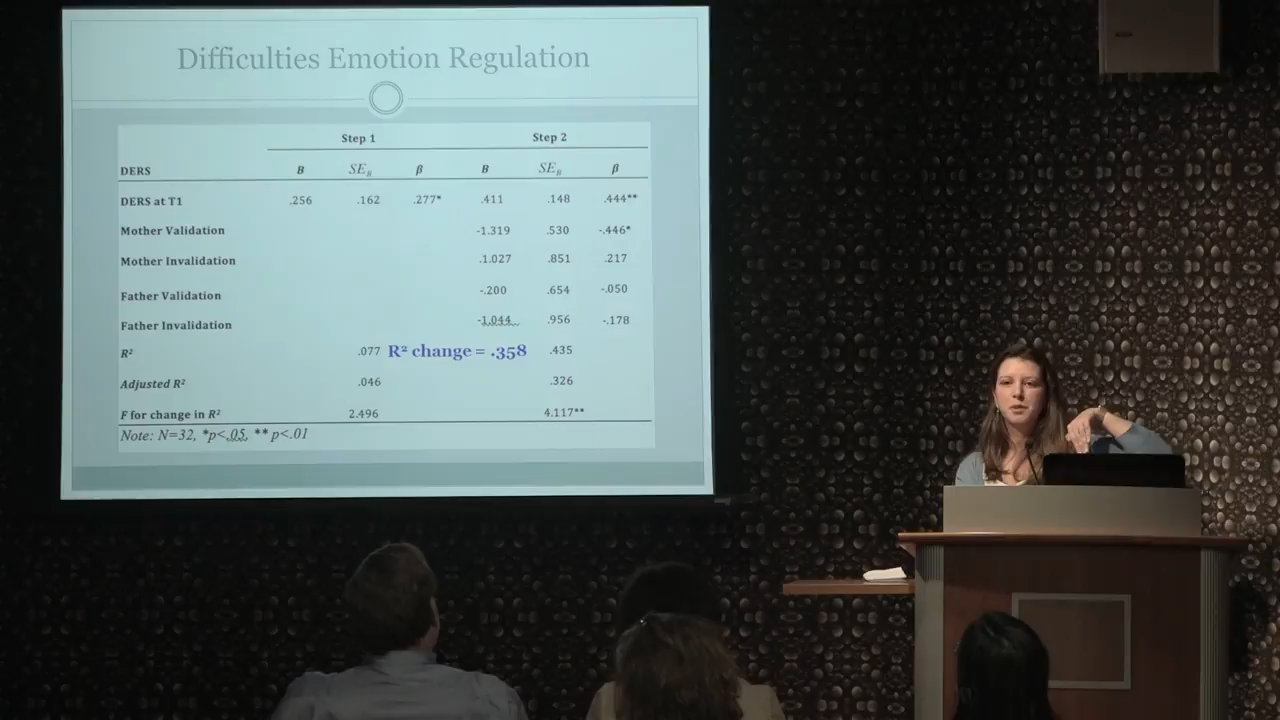 Difficulties Emotion Regulation
Step 1 Step 2
DERS B SE_B β B SE_B β
DERS at T1 .256 .162 .277* .411 .148 .444**
Mother Validation -1.319 .530 -.446*
Mother Invalidation .1.027 .851 .217
Father Validation -.200 .654 -.050
Father Invalidation -1.044 .956 -.178
R² .077 R² change = .358 .435
Adjusted R² .046 .326
F for change in R² 2.496 4.117**
Note: N=32, *p<.05, ** p<.01